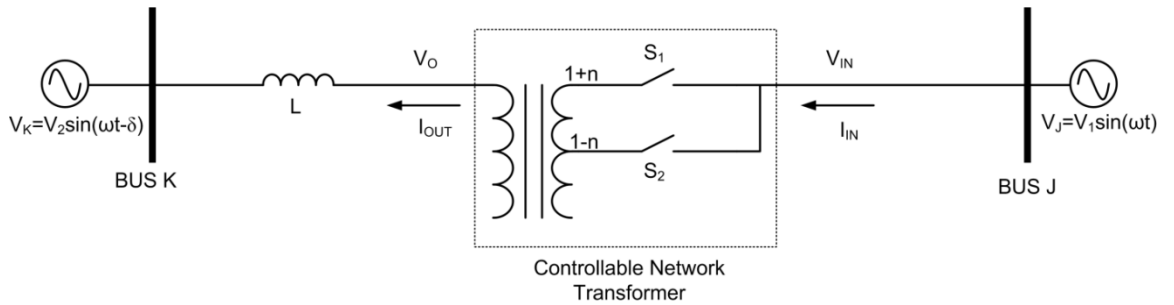 V_K=V_2sin(ωt-δ)
BUS K
L
V_O
I_OUT
1+n
1-n
S_1
S_2
V_IN
I_IN
V_J=V_1sin(ωt)
BUS J
Controllable Network
Transformer